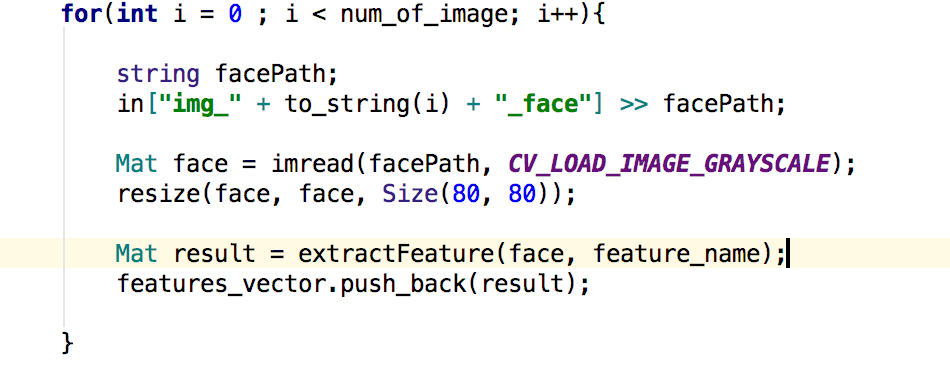 for(int i = 0 ; i < num_of_image; i++){
string facePath;
in["img_" + to_string(i) + "_face"] >> facePath;
Mat face = imread(facePath, CV_LOAD_IMAGE_GRAYSCALE);
resize(face, face, Size(80, 80));
Mat result = extractFeature(face, feature_name);
features_vector.push_back(result);
}